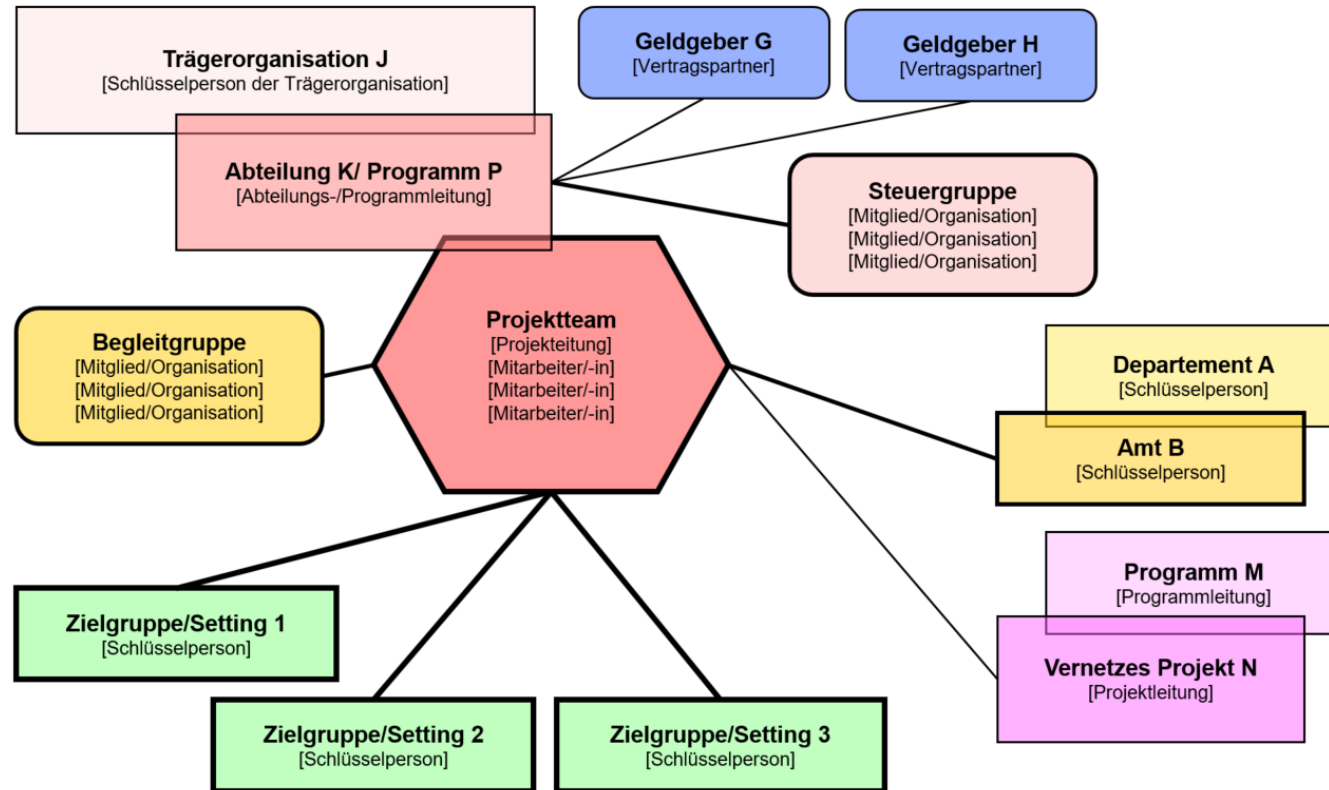 Trägerorganisation J
[Schlüsselperson der Trägerorganisation]
Geldgeber G
[Vertragspartner]
Geldgeber H
[Vertragspartner]
Abteilung K/ Programm P
[Abteilungs-/Programmleitung]
Steuergruppe
[Mitglied/Organisation]
[Mitglied/Organisation]
[Mitglied/Organisation]
Projektteam
[Projekteitung]
[Mitarbeiter/-in]
[Mitarbeiter/-in]
[Mitarbeiter/-in]
Begleitgruppe
[Mitglied/Organisation]
[Mitglied/Organisation]
[Mitglied/Organisation]
Departement A
[Schlüsselperson]
Amt B
[Schlüsselperson]
Programm M
[Programmleitung]
Vernetzes Projekt N
[Projektleitung]
Zielgruppe/Setting 1
[Schlüsselperson]
Zielgruppe/Setting 2
[Schlüsselperson]
Zielgruppe/Setting 3
[Schlüsselperson]